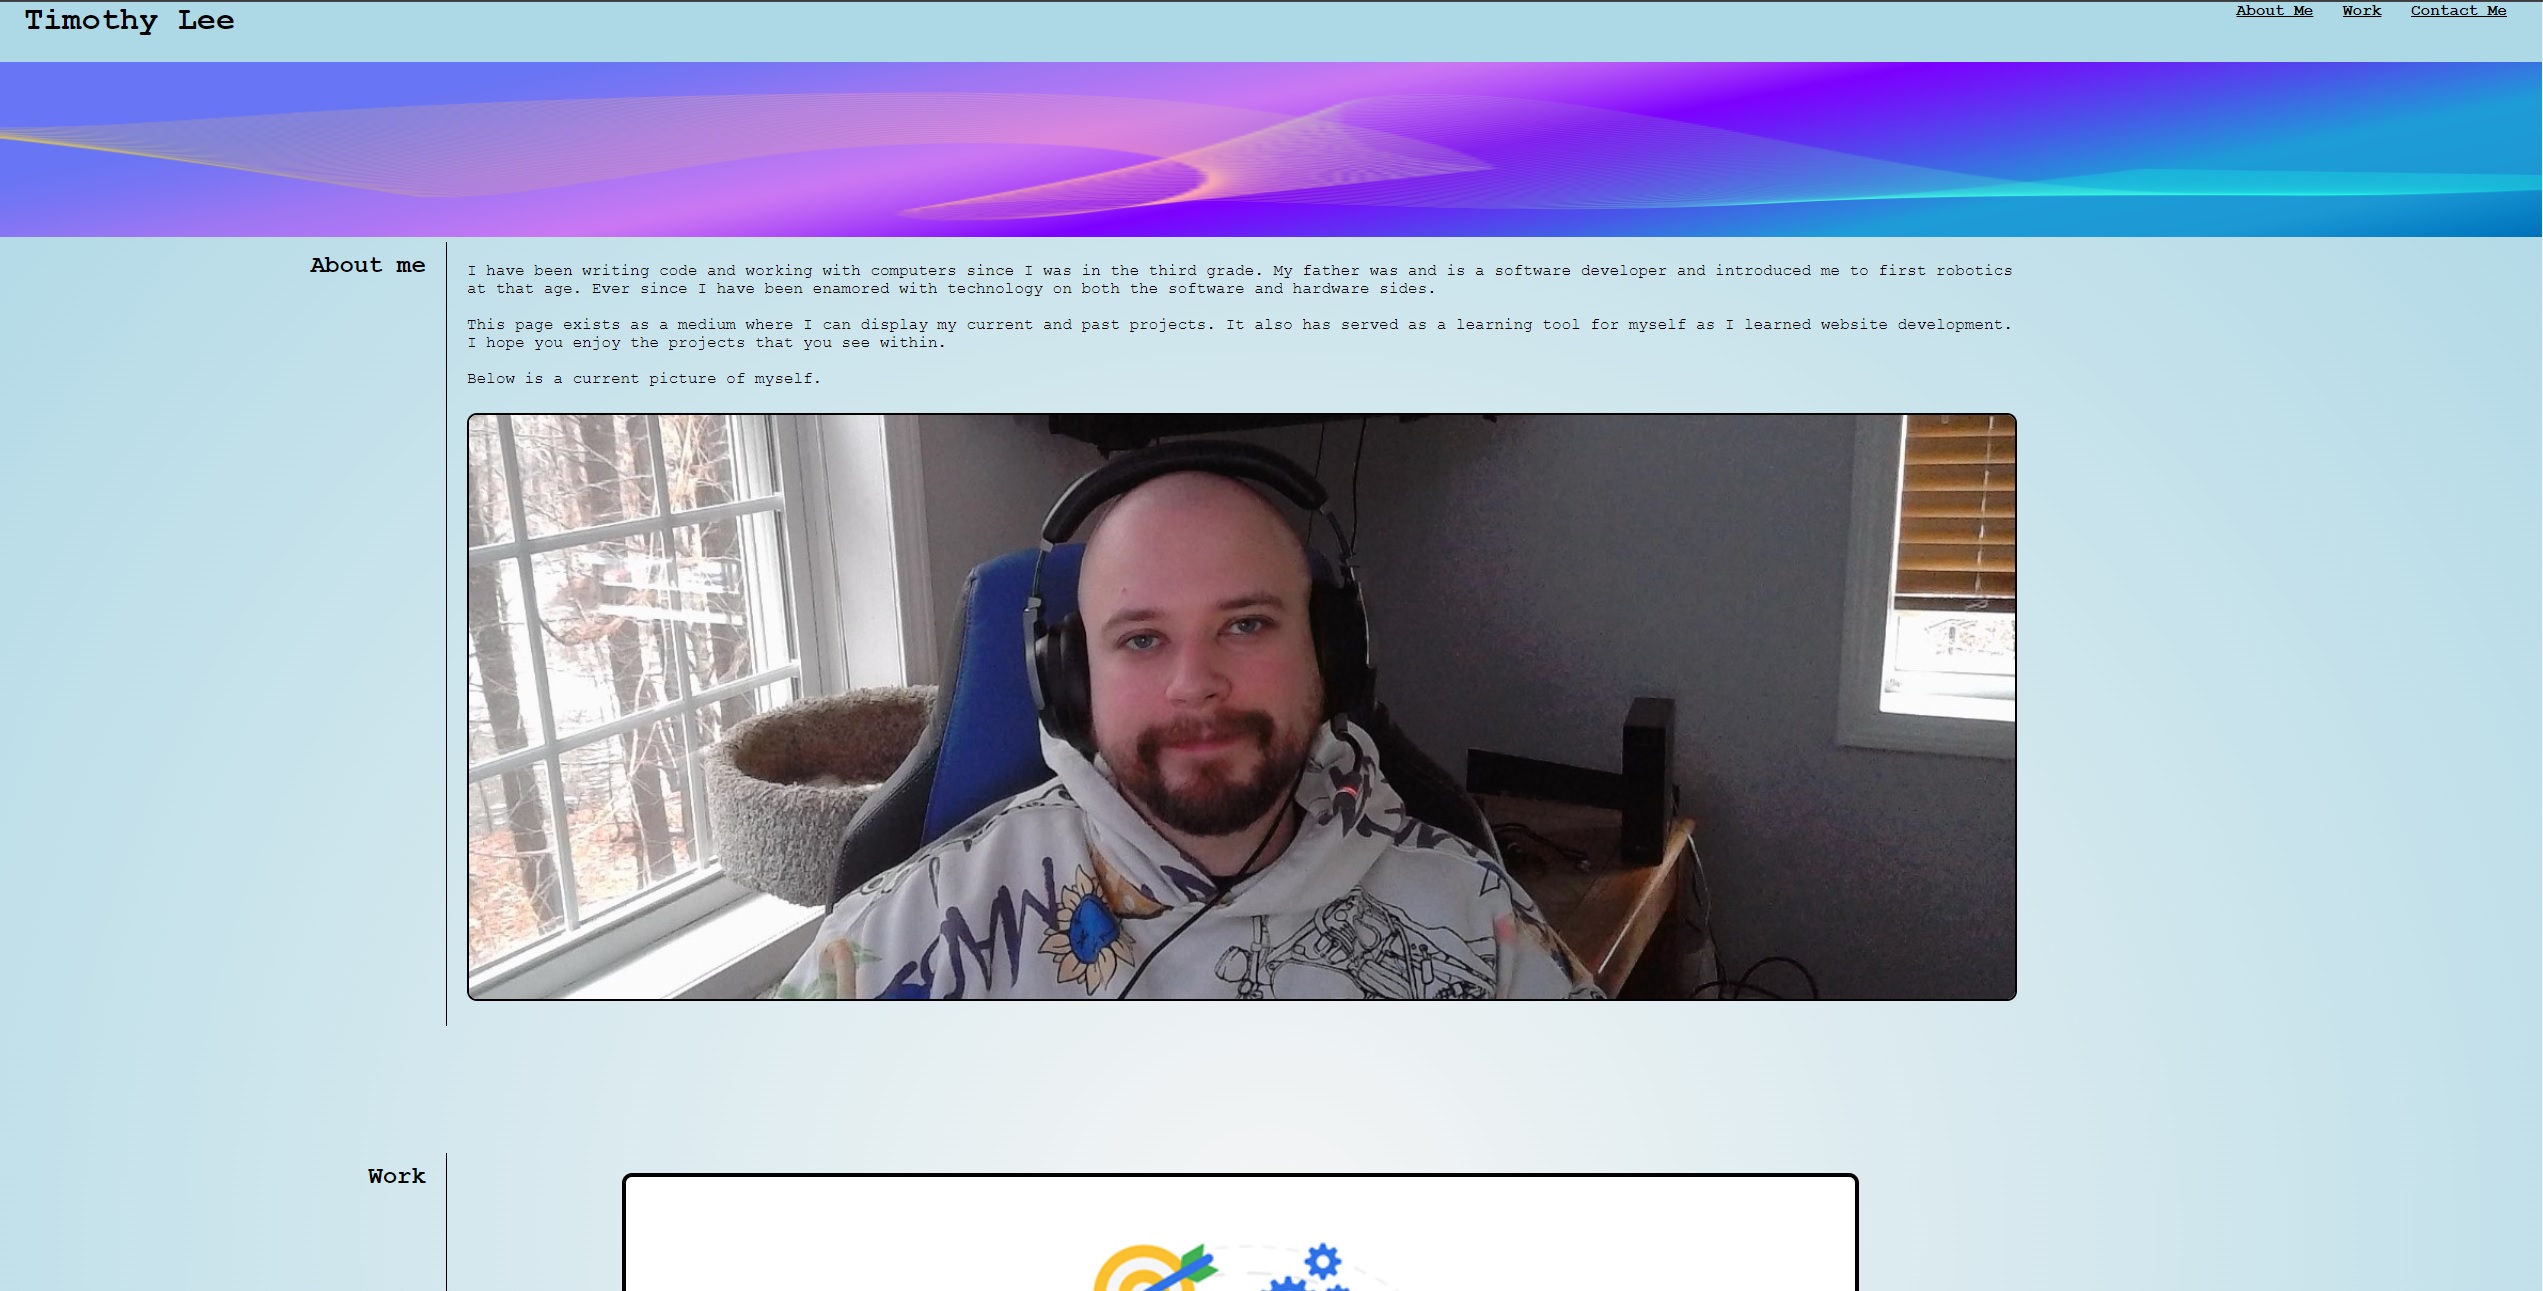 Timothy Lee
About Me Work Contact Me
About me
I have been writing code and working with computers since I was in the third grade. My father was and is a software developer and introduced me to first robotics
at that age. Ever since I have been enamored with technology on both the software and hardware sides.
This page exists as a medium where I can display my current and past projects. It also has served as a learning tool for myself as I learned website development.
I hope you enjoy the projects that you see within.
Below is a current picture of myself.
Work